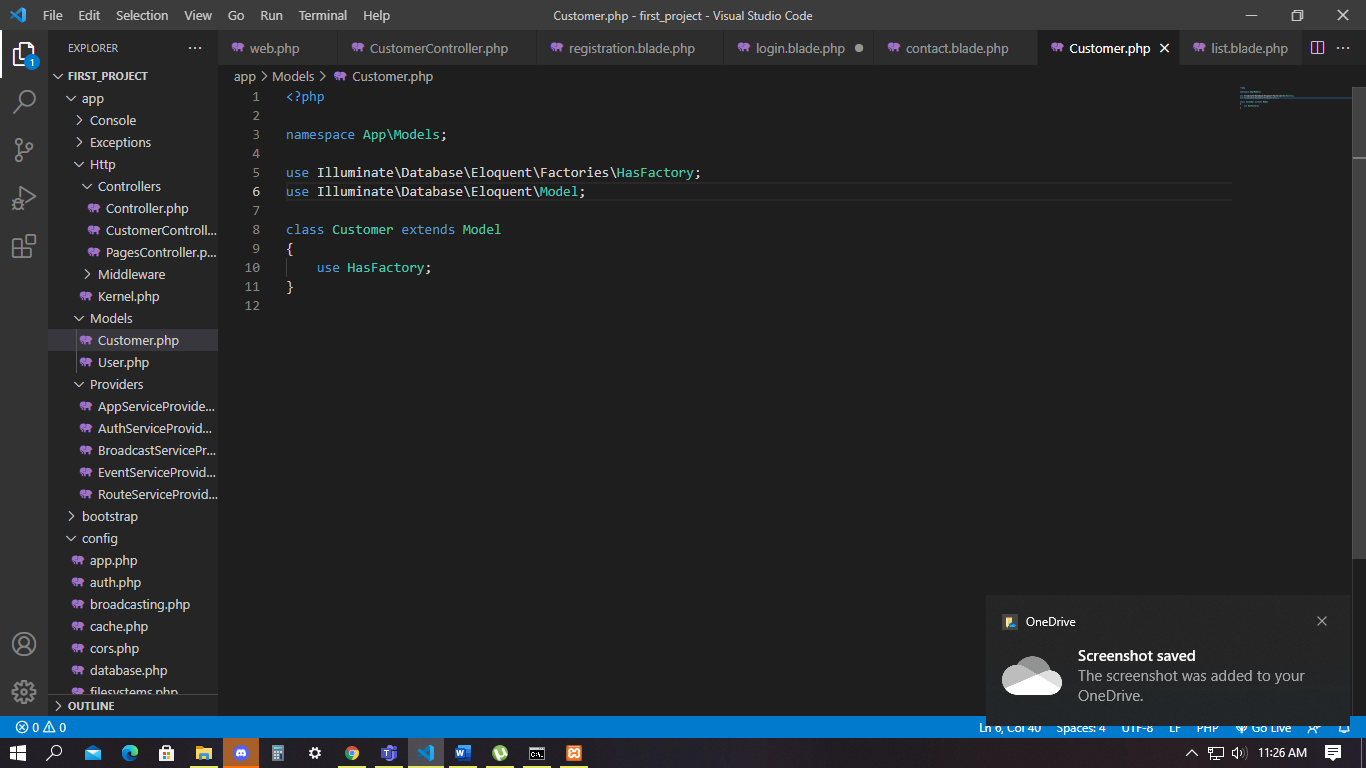 File Edit Selection View Go Run Terminal Help
Customer.php - first_project - Visual Studio Code
EXPLORER
web.php
CustomerController.php
registration.blade.php
login.blade.php
contact.blade.php
Customer.php
list.blade.php
1
FIRST_PROJECT
app
Console
Exceptions
Http
Controllers
Controller.php
CustomerControll...
PagesController.p...
Middleware
Kernel.php
Models
Customer.php
User.php
Providers
AppServiceProvide...
AuthServiceProvid...
BroadcastServicePr...
EventServiceProvid...
RouteServiceProvid...
bootstrap
config
app.php
auth.php
broadcasting.php
cache.php
cors.php
database.php
filesystems.php
OUTLINE
app > Models > Customer.php
1 <?php
2
3 namespace App\Models;
4
5 use Illuminate\Database\Eloquent\Factories\HasFactory;
6 use Illuminate\Database\Eloquent\Model;
7
8 class Customer extends Model
9 {
10 use HasFactory;
11 }
12
OneDrive
Screenshot saved
The screenshot was added to your
OneDrive.
0 0
Ln 6, Col 40 Spaces: 4 UTF-8 LF PHP Go Live
11:26 AM